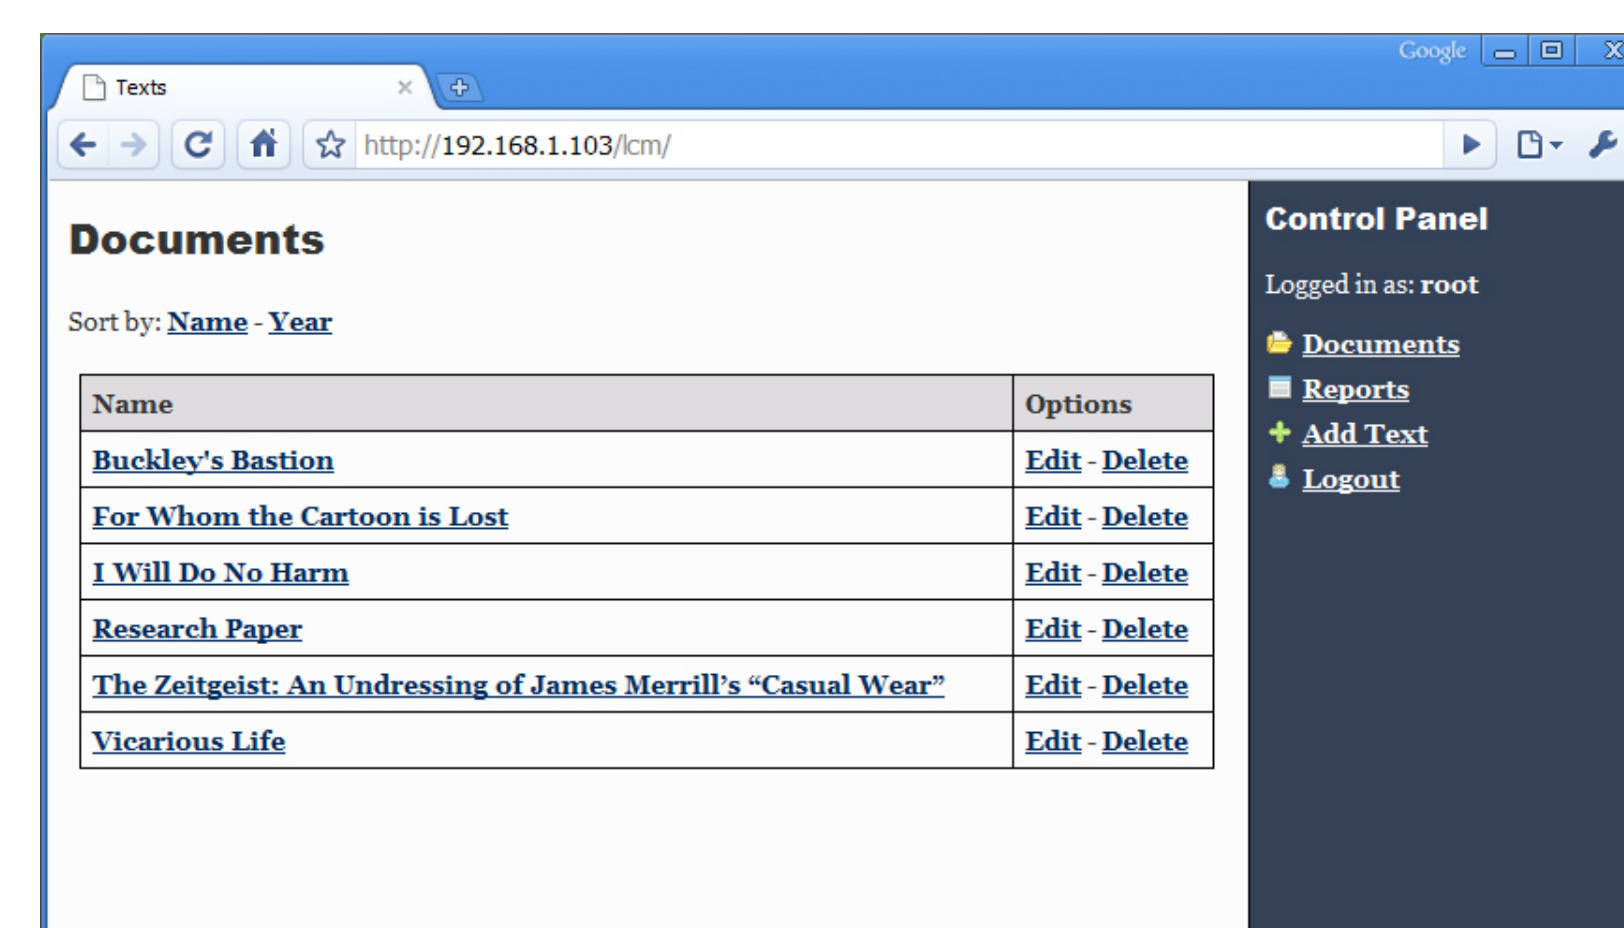 Google
Texts
http://192.168.1.103/lcm/
Documents
Sort by: Name - Year
Name Options
Buckley's Bastion Edit - Delete
For Whom the Cartoon is Lost Edit - Delete
I Will Do No Harm Edit - Delete
Research Paper Edit - Delete
The Zeitgeist: An Undressing of James Merrill’s “Casual Wear” Edit - Delete
Vicarious Life Edit - Delete
Control Panel
Logged in as: root
Documents
Reports
Add Text
Logout